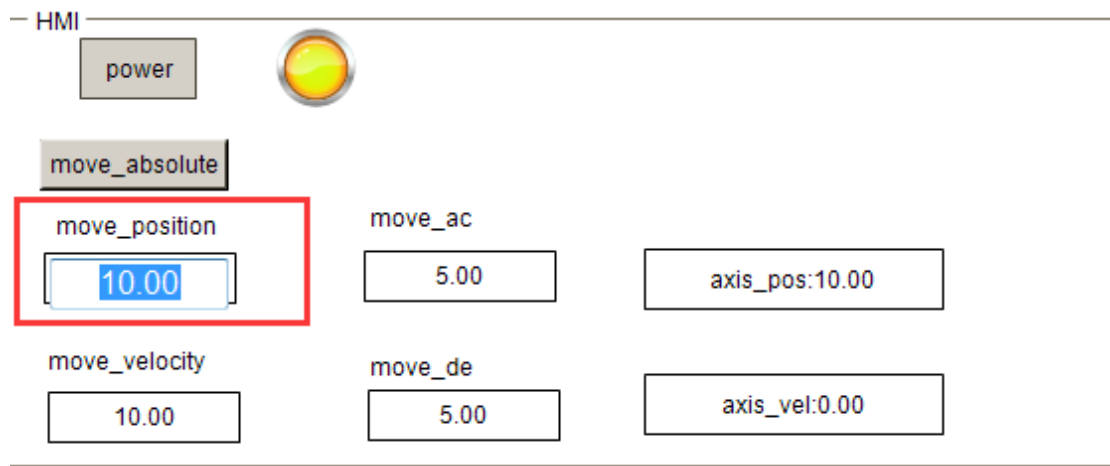 HMI
power
move_absolute
move_position
move_ac
10.00
5.00
axis_pos:10.00
move_velocity
move_de
10.00
5.00
axis_vel:0.00